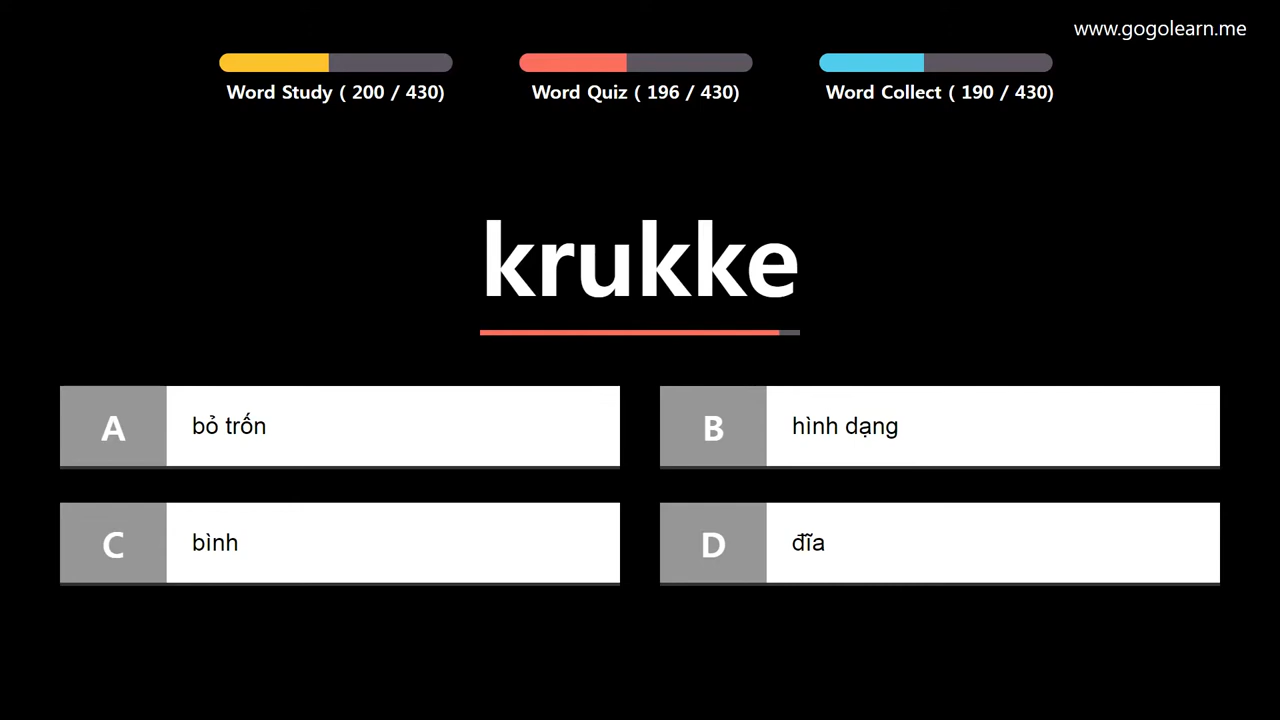 www.gogolearn.me
Word Study ( 200 / 430)
Word Quiz ( 196 / 430)
Word Collect ( 190 / 430)
krukke
A bỏ trốn
B hình dạng
C bình
D đĩa